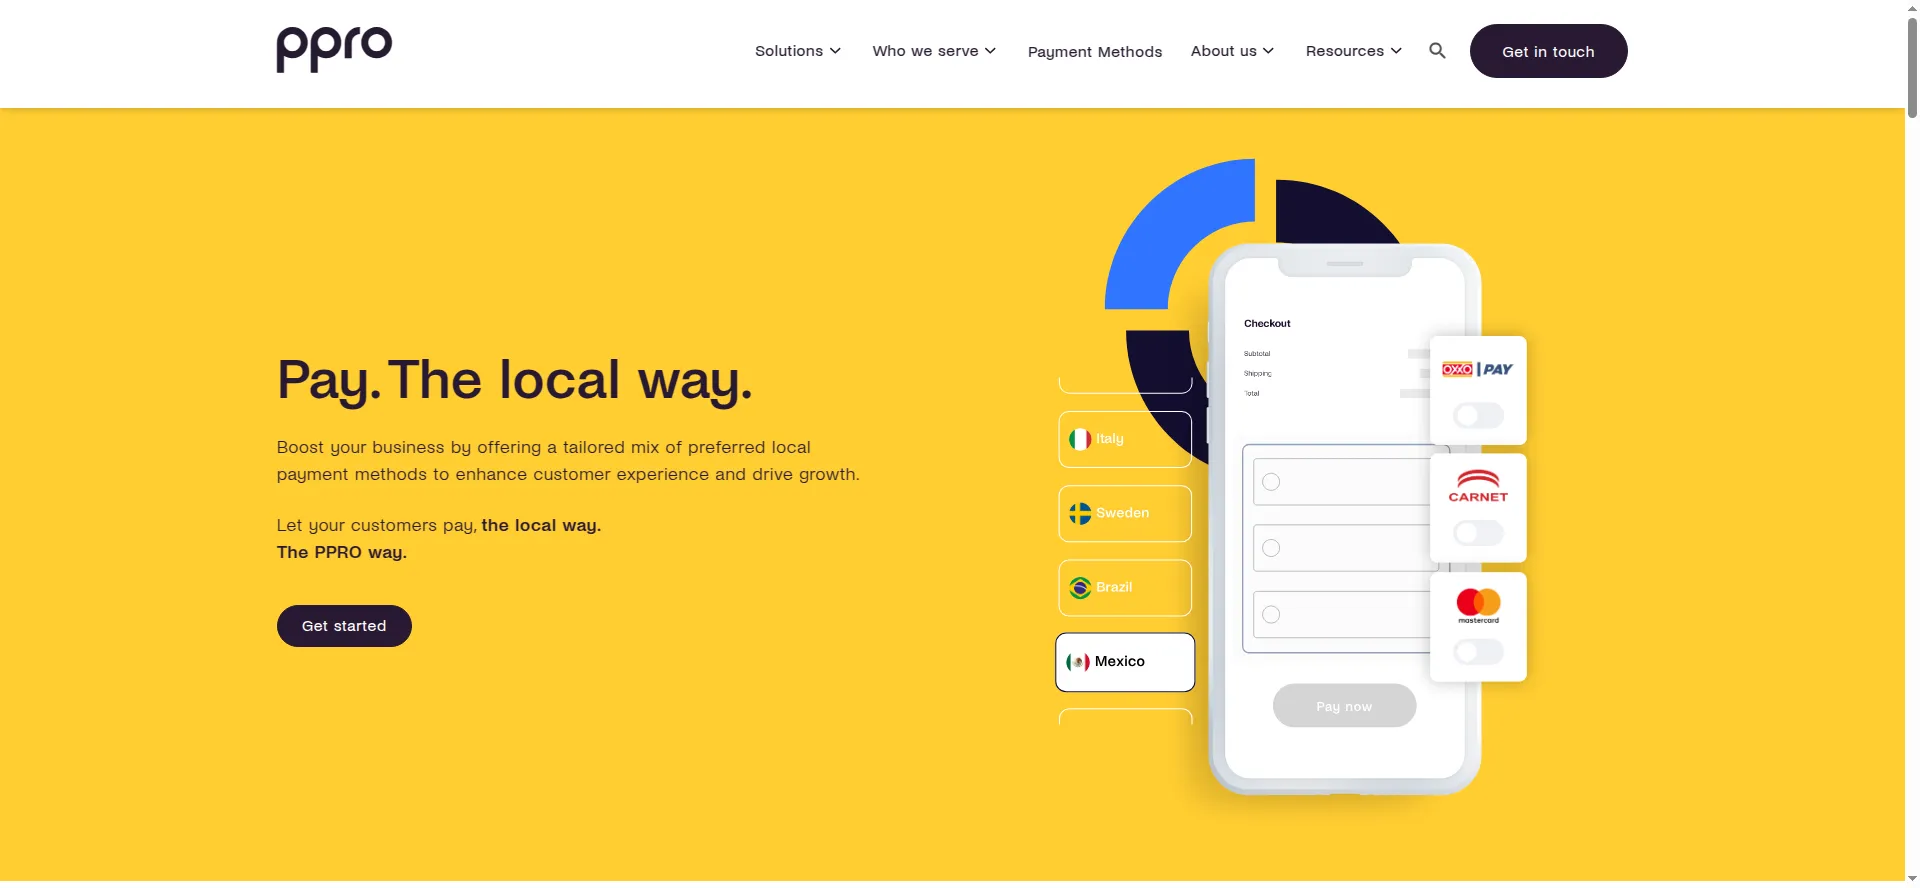 ppro
Solutions
Who we serve
Payment Methods
About us
Resources
Get in touch
Pay. The local way.
Boost your business by offering a tailored mix of preferred local
payment methods to enhance customer experience and drive growth.
Let your customers pay, the local way.
The PPRO way.
Get started
Italy
Sweden
Brazil
Mexico
Checkout
Subtotal
Shipping
Total
Pay now
OXXO | PAY
CARNET
mastercard